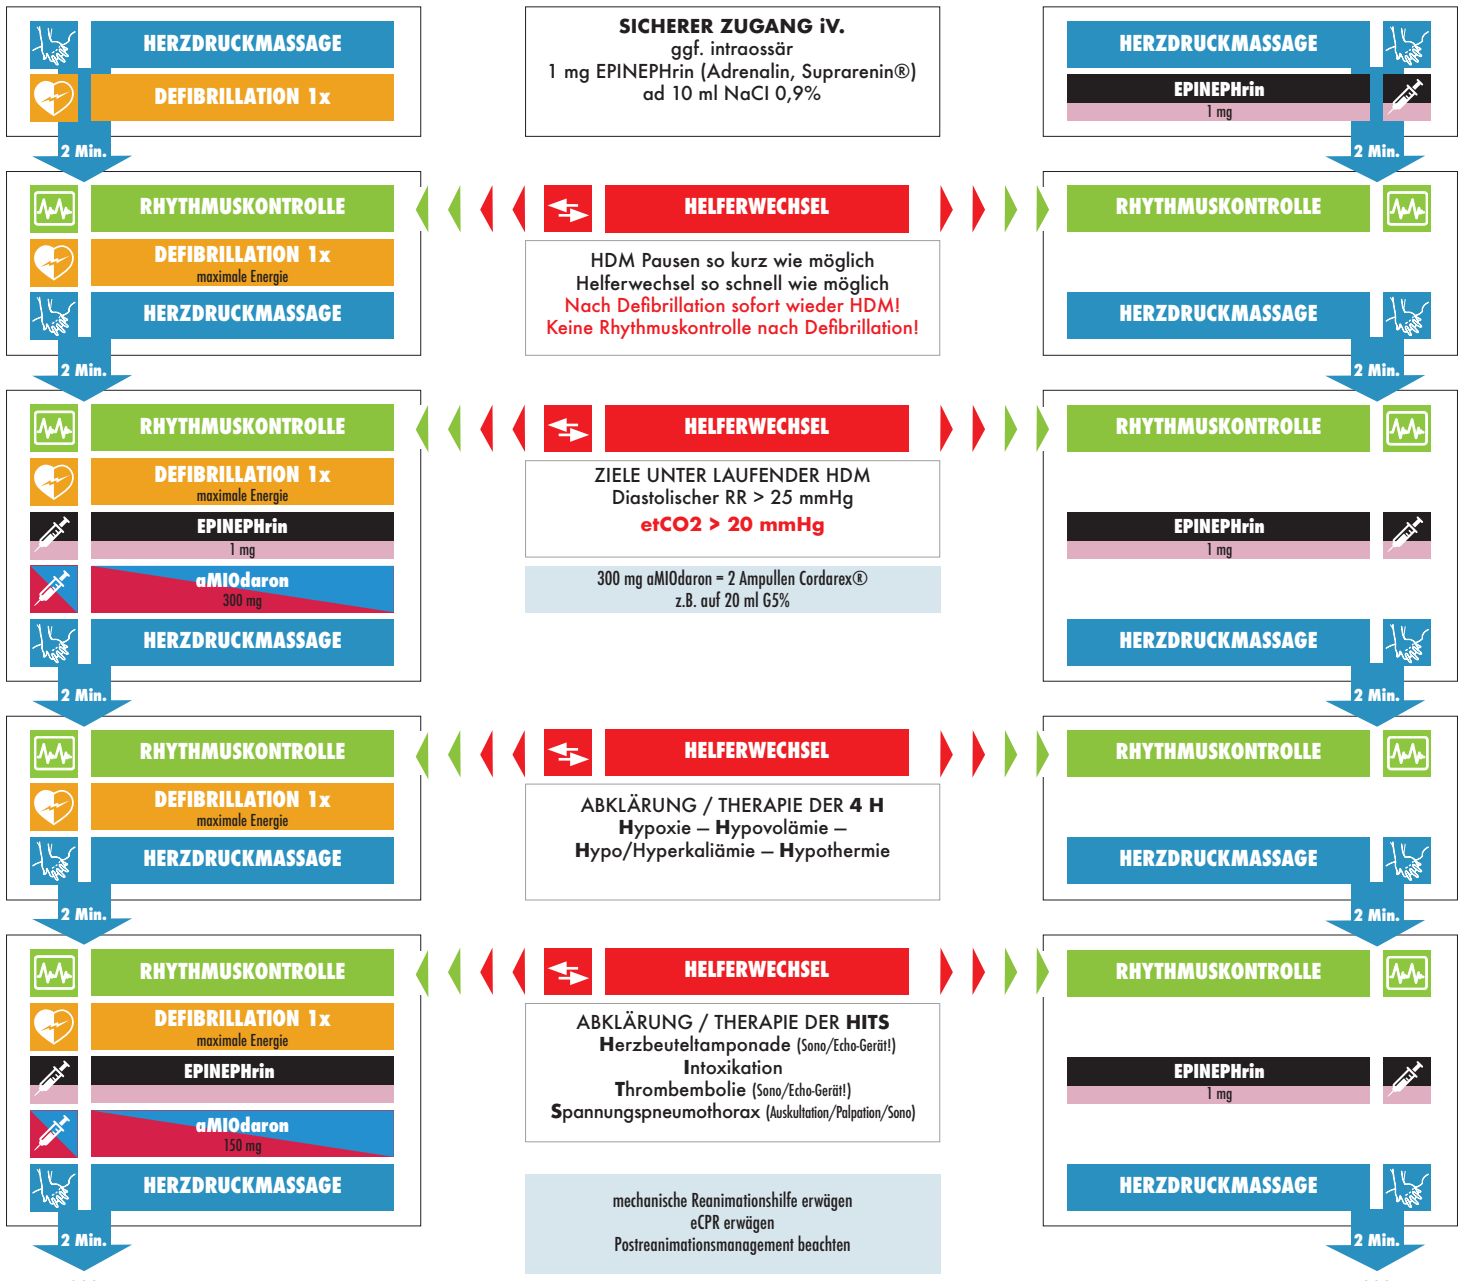 HERZDRUCKMASSAGE
DEFIBRILLATION 1x
2 Min.
SICHERER ZUGANG iV.
ggf. intraossär
1 mg EPINEPHrin (Adrenalin, Suprarenin®)
ad 10 ml NaCl 0,9%
HERZDRUCKMASSAGE
EPINEPHrin
1 mg
2 Min.
RHYTHMUSKONTROLLE
DEFIBRILLATION 1x
maximale Energie
HERZDRUCKMASSAGE
2 Min.
HELFERWECHSEL
HDM Pausen so kurz wie möglich
Helferwechsel so schnell wie möglich
Nach Defibrillation sofort wieder HDM!
Keine Rhythmuskontrolle nach Defibrillation!
RHYTHMUSKONTROLLE
HERZDRUCKMASSAGE
2 Min.
RHYTHMUSKONTROLLE
DEFIBRILLATION 1x
maximale Energie
EPINEPHrin
1 mg
aMIOdaron
300 mg
HERZDRUCKMASSAGE
2 Min.
HELFERWECHSEL
ZIELE UNTER LAUFENDER HDM
Diastolischer RR > 25 mmHg
etCO2 > 20 mmHg
300 mg aMIOdaron = 2 Ampullen Cordarex®
z.B. auf 20 ml G5%
RHYTHMUSKONTROLLE
EPINEPHrin
1 mg
HERZDRUCKMASSAGE
2 Min.
RHYTHMUSKONTROLLE
DEFIBRILLATION 1x
maximale Energie
HERZDRUCKMASSAGE
2 Min.
HELFERWECHSEL
ABKLÄRUNG / THERAPIE DER 4 H
Hypoxie – Hypovolämie –
Hypo/Hyperkaliämie – Hypothermie
RHYTHMUSKONTROLLE
HERZDRUCKMASSAGE
2 Min.
RHYTHMUSKONTROLLE
DEFIBRILLATION 1x
maximale Energie
EPINEPHrin
aMIOdaron
150 mg
HERZDRUCKMASSAGE
2 Min.
HELFERWECHSEL
ABKLÄRUNG / THERAPIE DER HITS
Herzbeuteltamponade (Sono/Echo-Gerät!)
Intoxikation
Thrombembolie (Sono/Echo-Gerät!)
Spannungspneumothorax (Auskultation/Palpation/Sono)
mechanische Reanimationshilfe erwägen
eCPR erwägen
Postreanimationsmanagement beachten
RHYTHMUSKONTROLLE
EPINEPHrin
1 mg
HERZDRUCKMASSAGE
2 Min.